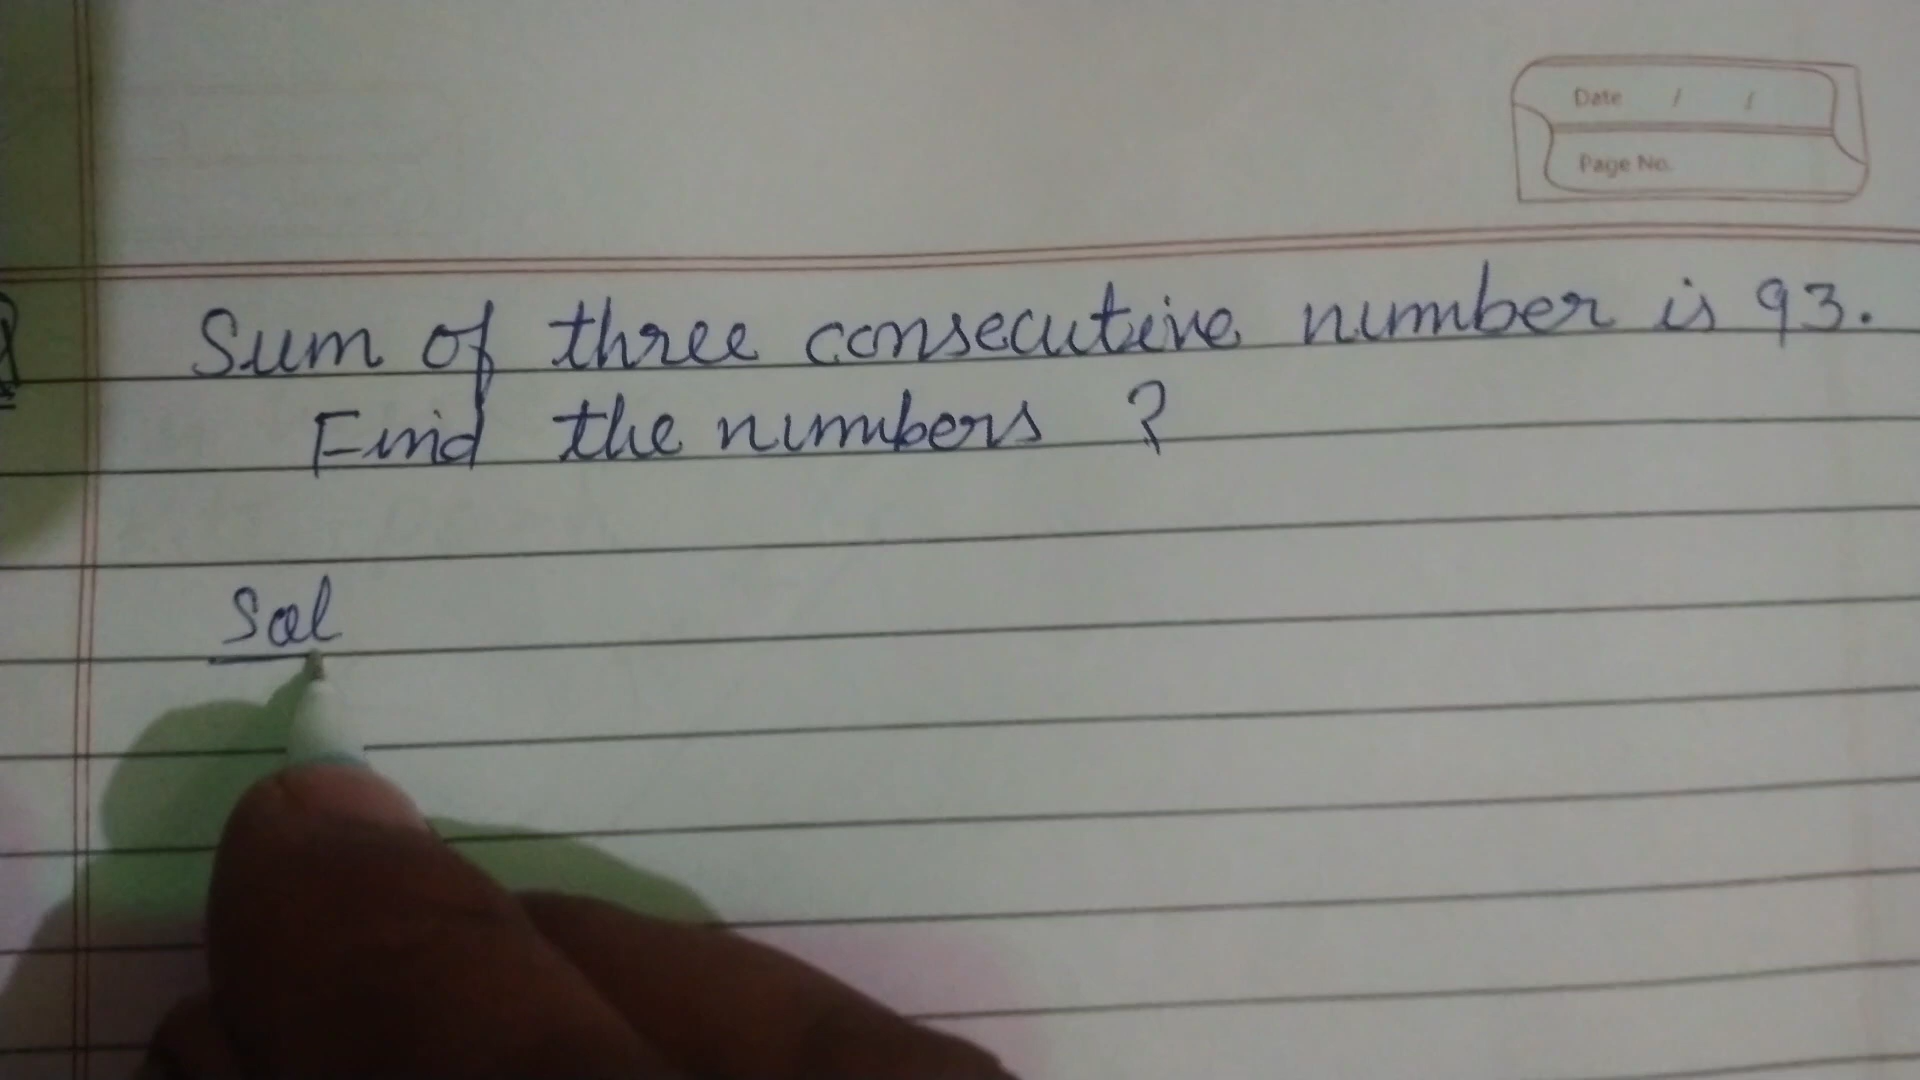 Date / /
Page No.
Sum of three consecutive number is 93.
Find the numbers ?
Sol